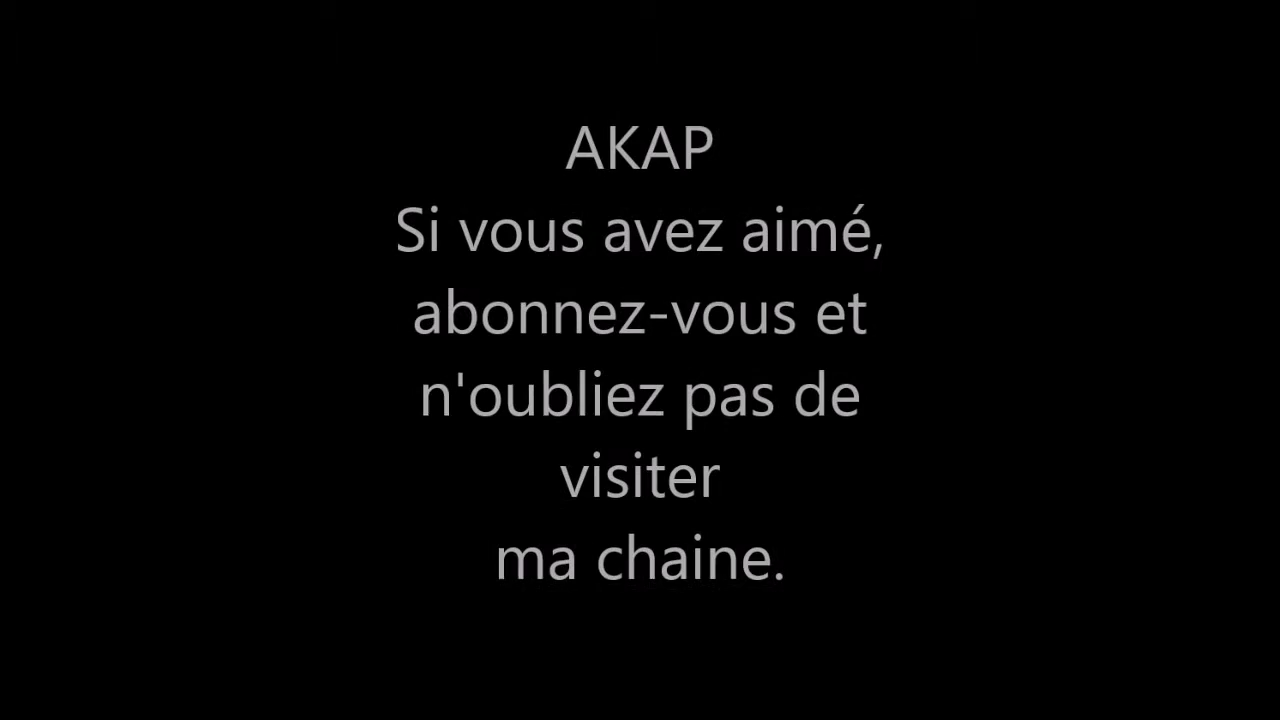 AKAP
Si vous avez aimé,
abonnez-vous et
n'oubliez pas de
visiter
ma chaine.